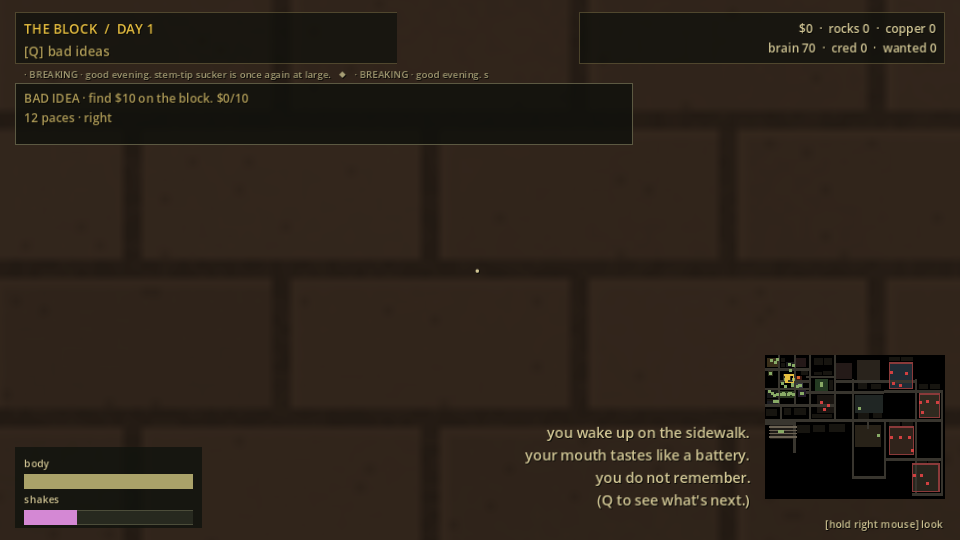 THE BLOCK / DAY 1
[Q] bad ideas
$0 · rocks 0 · copper 0
brain 70 · cred 0 · wanted 0
· BREAKING · good evening. stem-tip sucker is once again at large. ◆ · BREAKING · good evening. s
BAD IDEA · find $10 on the block. $0/10
12 paces · right
you wake up on the sidewalk.
your mouth tastes like a battery.
you do not remember.
(Q to see what's next.)
body
shakes
[hold right mouse] look